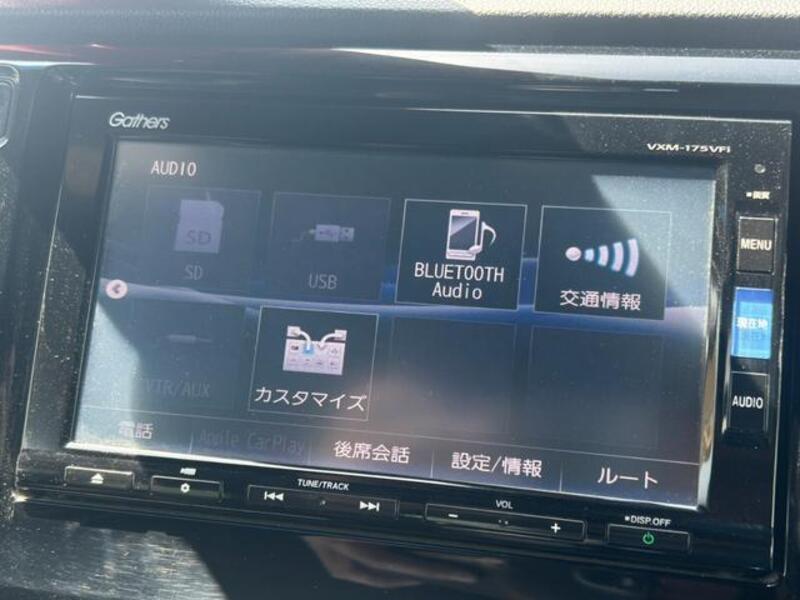 Gathers
VXM-175VFi
AUDIO
SD
SD
USB
BLUETOOTH
Audio
交通情報
MENU
現在地
VTR/AUX
カスタマイズ
AUDIO
電話
Apple CarPlay
後席会話
設定/情報
ルート
TUNE/TRACK
VOL
DISP.OFF